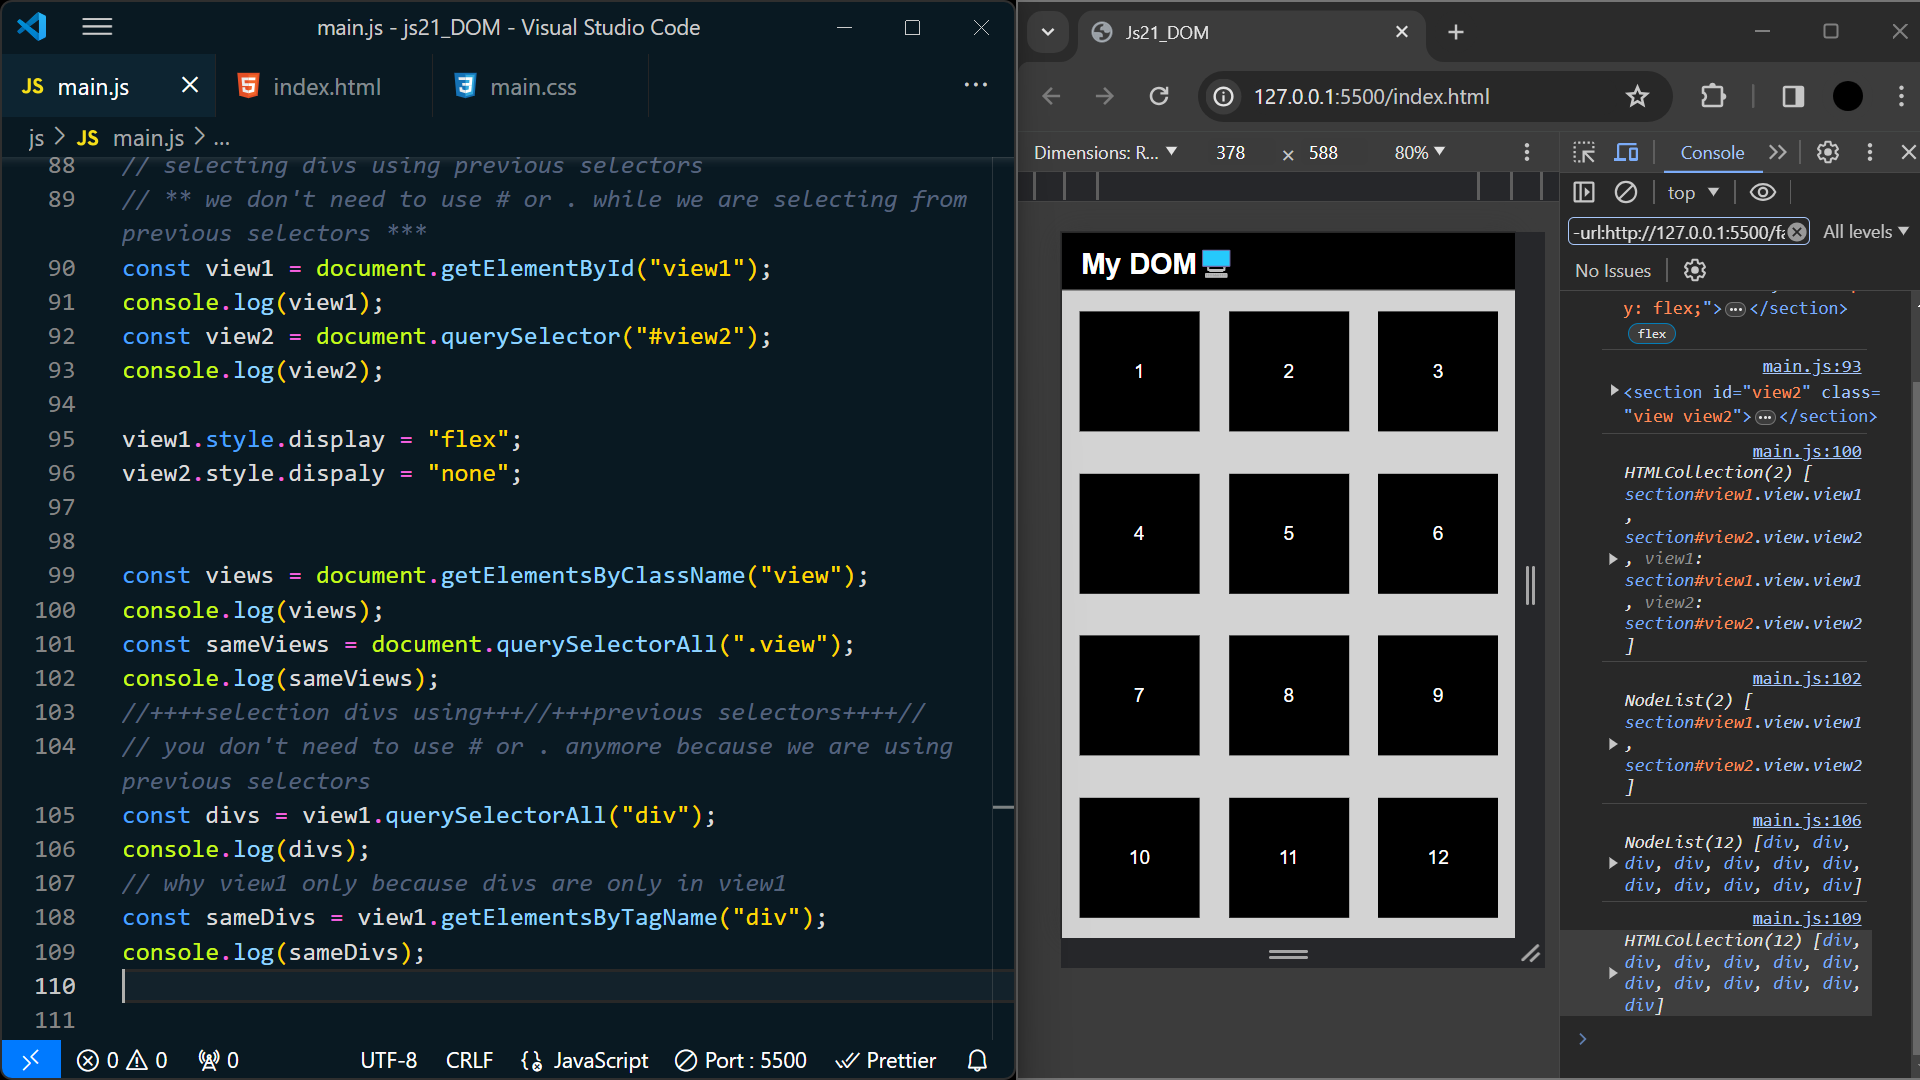 main.js - js21_DOM - Visual Studio Code
JS main.js
index.html
main.css
js > JS main.js > ...
88 // selecting divs using previous selectors
89 // ** we don't need to use # or . while we are selecting from
previous selectors ***
90 const view1 = document.getElementById("view1");
91 console.log(view1);
92 const view2 = document.querySelector("#view2");
93 console.log(view2);
94
95 view1.style.display = "flex";
96 view2.style.dispaly = "none";
97
98
99 const views = document.getElementsByClassName("view");
100 console.log(views);
101 const sameViews = document.querySelectorAll(".view");
102 console.log(sameViews);
103 //++++selection divs using+++//+++previous selectors++++//
104 // you don't need to use # or . anymore because we are using
previous selectors
105 const divs = view1.querySelectorAll("div");
106 console.log(divs);
107 // why view1 only because divs are only in view1
108 const sameDivs = view1.getElementsByTagName("div");
109 console.log(sameDivs);
110
111
0 0 0 UTF-8 CRLF JavaScript Port : 5500 Prettier
Js21_DOM
127.0.0.1:5500/index.html
Dimensions: R... 378 × 588 80%
My DOM
1 2 3
4 5 6
7 8 9
10 11 12
Console
top
-url:http://127.0.0.1:5500/fa All levels
No Issues
y: flex;">…</section>
flex
main.js:93
<section id="view2" class=
"view view2">…</section>
main.js:100
HTMLCollection(2) [
section#view1.view.view1
,
section#view2.view.view2
, view1:
section#view1.view.view1
, view2:
section#view2.view.view2
]
main.js:102
NodeList(2) [
section#view1.view.view1
,
section#view2.view.view2
]
main.js:106
NodeList(12) [div, div,
div, div, div, div, div,
div, div, div, div, div]
main.js:109
HTMLCollection(12) [div,
div, div, div, div, div,
div, div, div, div, div,
div]